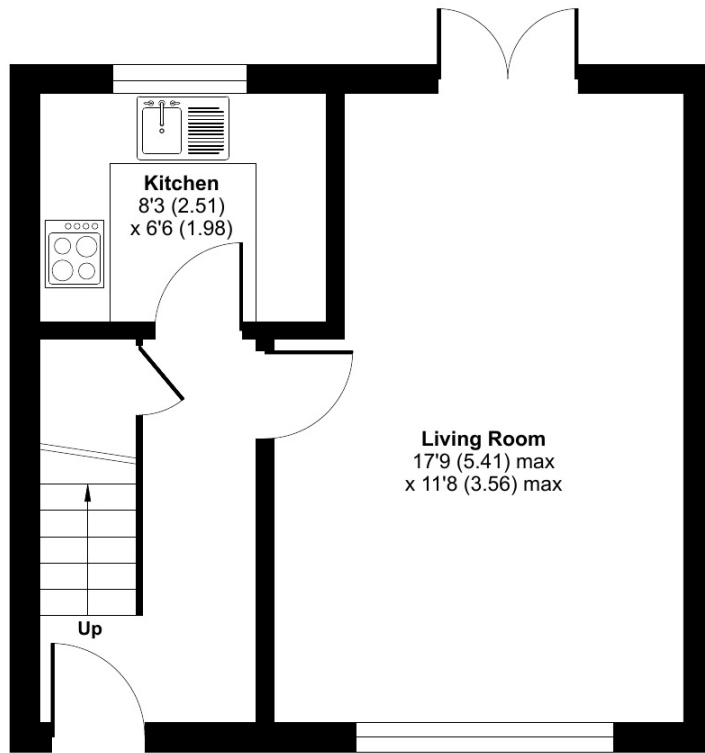 Kitchen
8'3 (2.51)
x 6'6 (1.98)
Living Room
17'9 (5.41) max
x 11'8 (3.56) max
Up